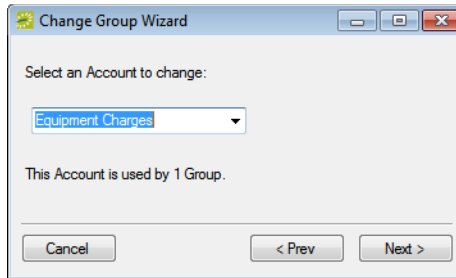 Change Group Wizard
Select an Account to change:
Equipment Charges
This Account is used by 1 Group.
Cancel
< Prev
Next >